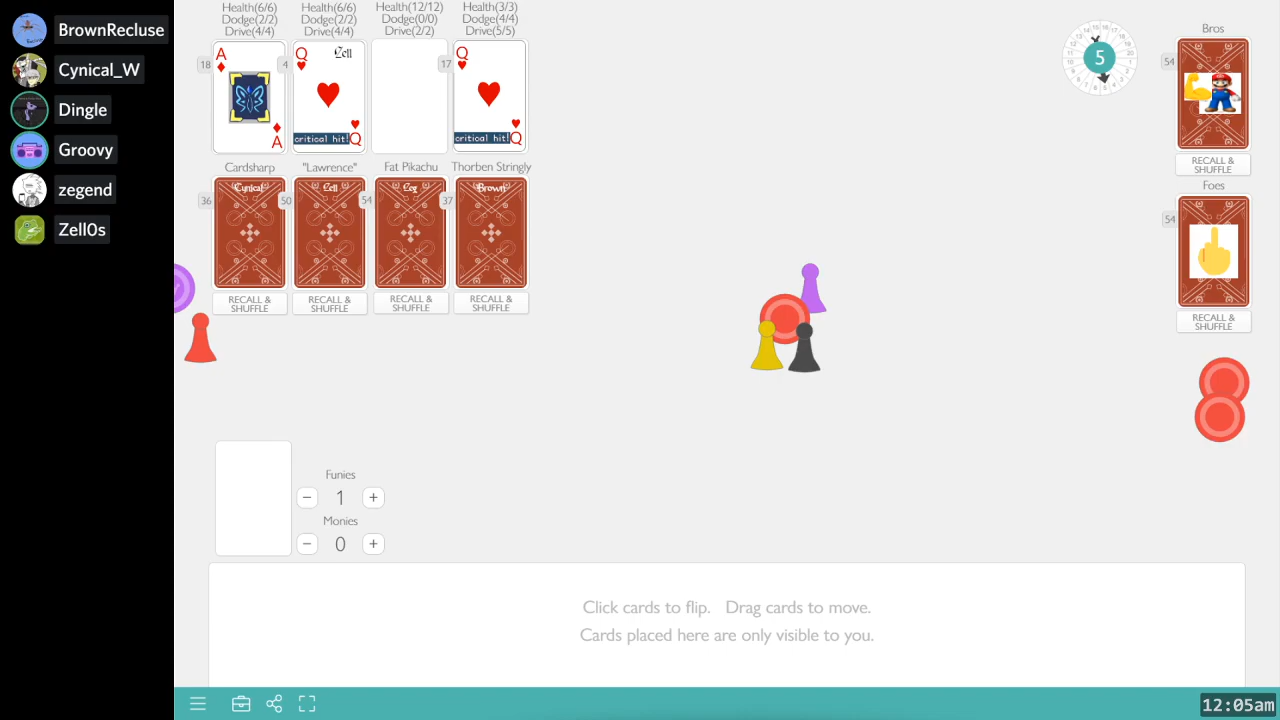 BrownRecluse
Cynical_W
Dingle
Groovy
zegend
Zell0s
Health(6/6)
Dodge(2/2)
Drive(4/4)
Health(6/6)
Dodge(2/2)
Drive(4/4)
Health(12/12)
Dodge(0/0)
Drive(2/2)
Health(3/3)
Dodge(4/4)
Drive(5/5)
18
A
A
4
Q
Cell
critical hit!
Q
17
Q
critical hit!
Q
Cardsharp
"Lawrence"
Fat Pikachu
Thorben Stringly
36
Cynical
50
Cell
54
Log
37
Brown
RECALL &
SHUFFLE
RECALL &
SHUFFLE
RECALL &
SHUFFLE
RECALL &
SHUFFLE
5
Bros
54
RECALL &
SHUFFLE
Foes
54
RECALL &
SHUFFLE
Funies
− 1 +
Monies
− 0 +
Click cards to flip. Drag cards to move.
Cards placed here are only visible to you.
12:05am